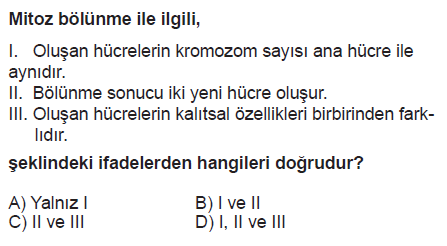 Mitoz bölünme ile ilgili,
I. Oluşan hücrelerin kromozom sayısı ana hücre ile
aynıdır.
II. Bölünme sonucu iki yeni hücre oluşur.
III. Oluşan hücrelerin kalıtsal özellikleri birbirinden fark-
lıdır.
şeklindeki ifadelerden hangileri doğrudur?
A) Yalnız I B) I ve II
C) II ve III D) I, II ve III